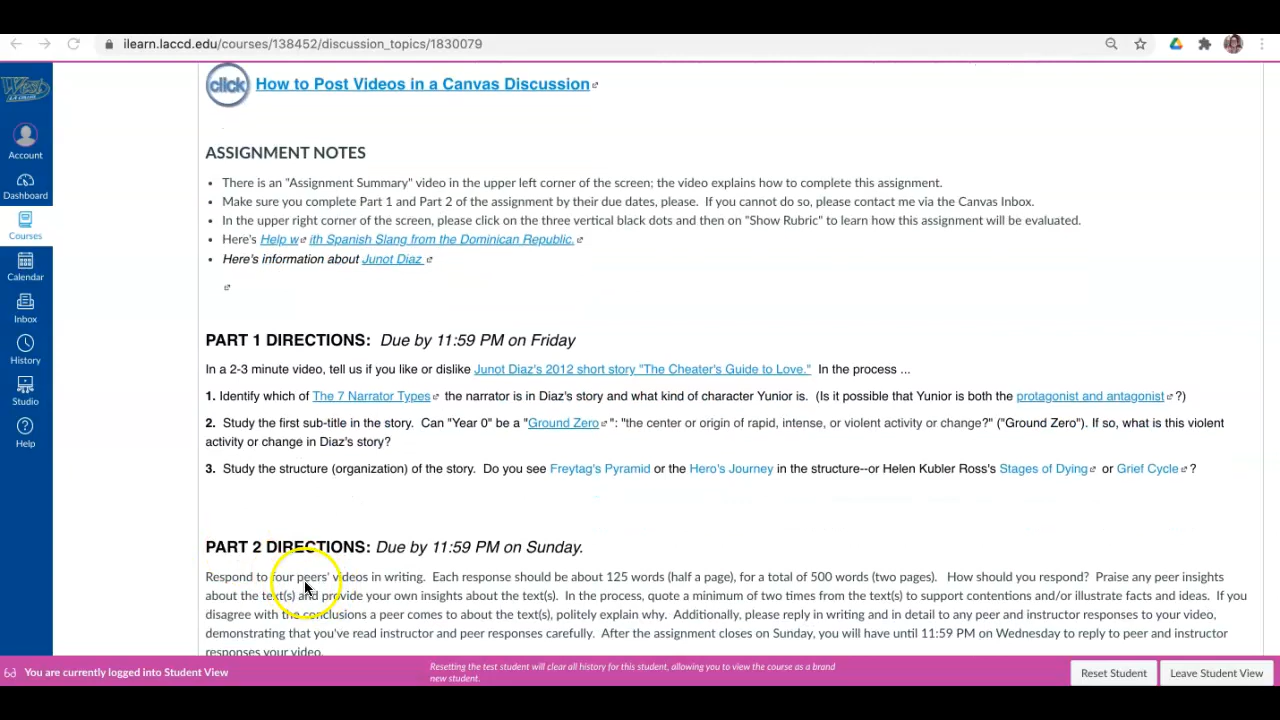 ilearn.laccd.edu/courses/138452/discussion_topics/1830079
West
click How to Post Videos in a Canvas Discussion
Account
Dashboard
Courses
Calendar
Inbox
History
Studio
Help
ASSIGNMENT NOTES
There is an "Assignment Summary" video in the upper left corner of the screen; the video explains how to complete this assignment.
Make sure you complete Part 1 and Part 2 of the assignment by their due dates, please. If you cannot do so, please contact me via the Canvas Inbox.
In the upper right corner of the screen, please click on the three vertical black dots and then on "Show Rubric" to learn how this assignment will be evaluated.
Here's Help with Spanish Slang from the Dominican Republic.
Here's information about Junot Diaz
PART 1 DIRECTIONS: Due by 11:59 PM on Friday
In a 2-3 minute video, tell us if you like or dislike Junot Diaz's 2012 short story "The Cheater's Guide to Love." In the process ...
1. Identify which of The 7 Narrator Types the narrator is in Diaz's story and what kind of character Yunior is. (Is it possible that Yunior is both the protagonist and antagonist ?)
2. Study the first sub-title in the story. Can "Year 0" be a "Ground Zero": "the center or origin of rapid, intense, or violent activity or change?" ("Ground Zero"). If so, what is this violent
activity or change in Diaz's story?
3. Study the structure (organization) of the story. Do you see Freytag's Pyramid or the Hero's Journey in the structure--or Helen Kubler Ross's Stages of Dying or Grief Cycle ?
PART 2 DIRECTIONS: Due by 11:59 PM on Sunday.
Respond to four peers' videos in writing. Each response should be about 125 words (half a page), for a total of 500 words (two pages). How should you respond? Praise any peer insights
about the text(s) and provide your own insights about the text(s). In the process, quote a minimum of two times from the text(s) to support contentions and/or illustrate facts and ideas. If you
disagree with the conclusions a peer comes to about the text(s), politely explain why. Additionally, please reply in writing and in detail to any peer and instructor responses to your video,
demonstrating that you've read instructor and peer responses carefully. After the assignment closes on Sunday, you will have until 11:59 PM on Wednesday to reply to peer and instructor
responses your video.
You are currently logged into Student View
Resetting the test student will clear all history for this student, allowing you to view the course as a brand
new student.
Reset Student
Leave Student View